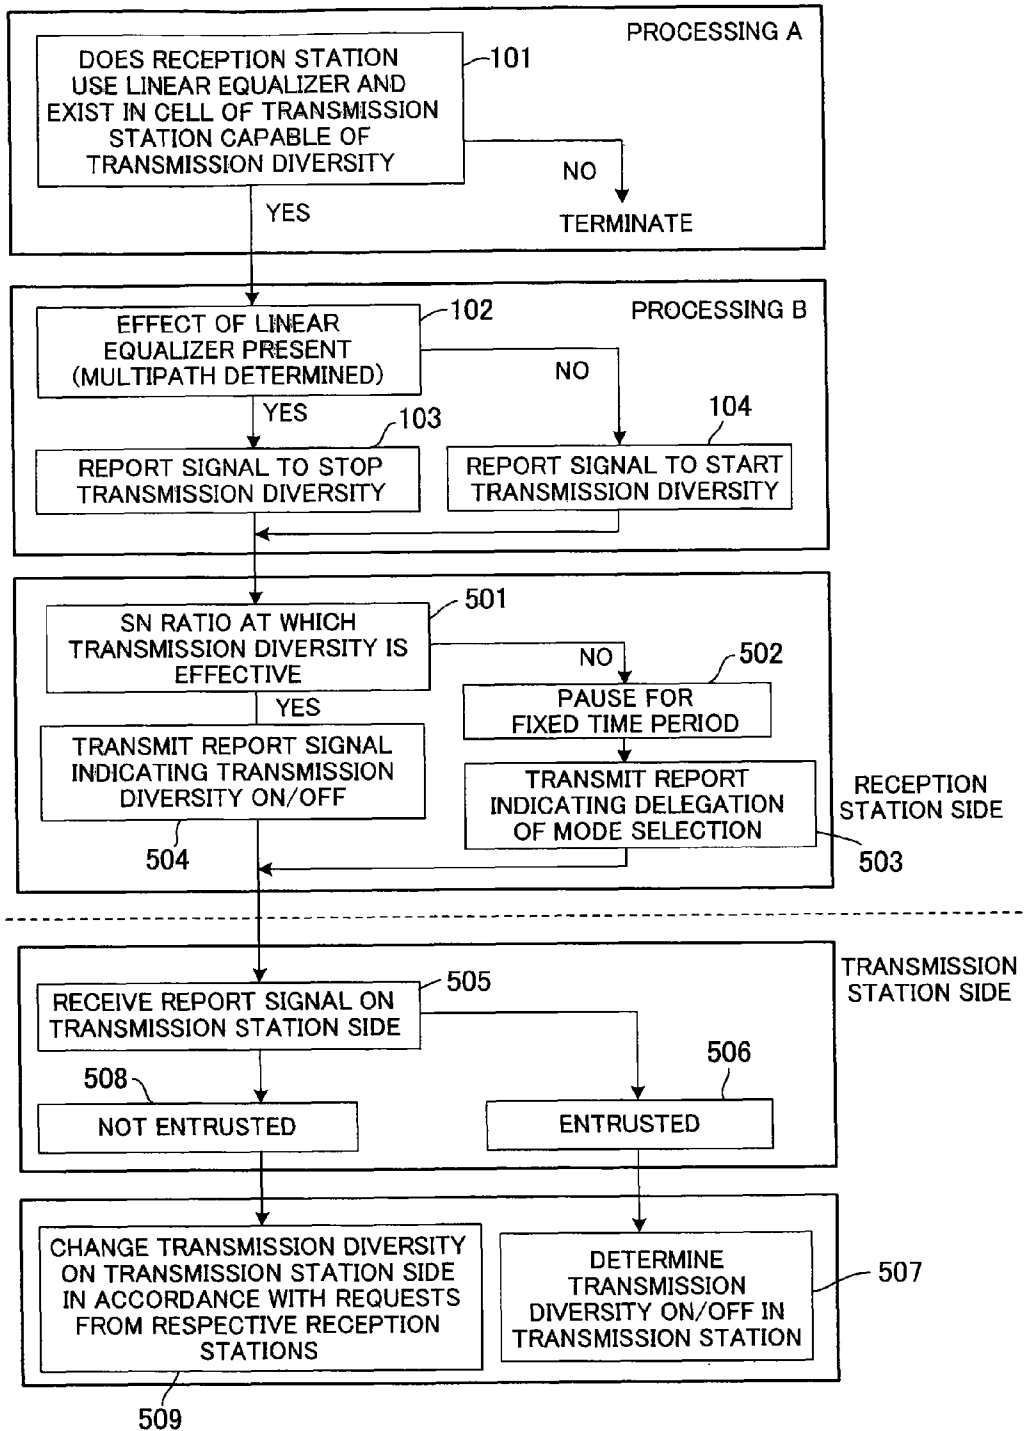 PROCESSING A
DOES RECEPTION STATION
USE LINEAR EQUALIZER AND
EXIST IN CELL OF TRANSMISSION
STATION CAPABLE OF
TRANSMISSION DIVERSITY
101
NO
TERMINATE
YES
PROCESSING B
EFFECT OF LINEAR
EQUALIZER PRESENT
(MULTIPATH DETERMINED)
102
NO
YES
103
104
REPORT SIGNAL TO STOP
TRANSMISSION DIVERSITY
REPORT SIGNAL TO START
TRANSMISSION DIVERSITY
SN RATIO AT WHICH
TRANSMISSION DIVERSITY IS
EFFECTIVE
501
NO
502
YES
PAUSE FOR
FIXED TIME PERIOD
TRANSMIT REPORT SIGNAL
INDICATING TRANSMISSION
DIVERSITY ON/OFF
504
TRANSMIT REPORT
INDICATING DELEGATION
OF MODE SELECTION
503
RECEPTION
STATION SIDE
TRANSMISSION
STATION SIDE
RECEIVE REPORT SIGNAL ON
TRANSMISSION STATION SIDE
505
508
506
NOT ENTRUSTED
ENTRUSTED
CHANGE TRANSMISSION DIVERSITY
ON TRANSMISSION STATION SIDE
IN ACCORDANCE WITH REQUESTS
FROM RESPECTIVE RECEPTION
STATIONS
DETERMINE
TRANSMISSION
DIVERSITY ON/OFF IN
TRANSMISSION STATION
507
509